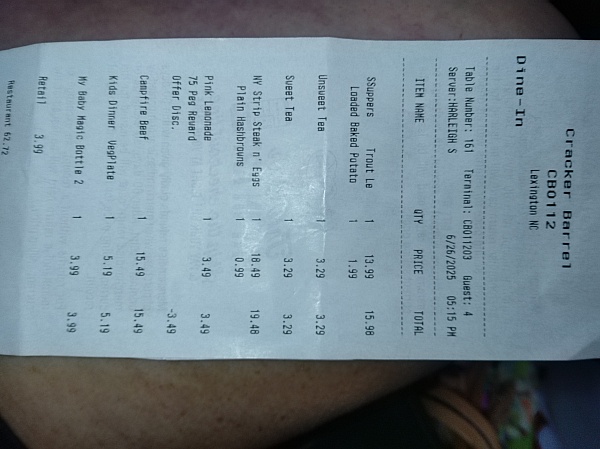 Cracker Barrel
CB0112
Lexington NC
Dine-In
Table Number: 161 Terminal: CB011203 Guest: 4
Server:HARLEIGH S 6/26/2025 05:15 PM
ITEM NAME QTY PRICE TOTAL
SSuppers Trout Le 1 13.99 15.98
Loaded Baked Potato 1 1.99
Unsweet Tea 1 3.29 3.29
Sweet Tea 1 3.29 3.29
NY Strip Steak n' Eggs 1 18.49 19.48
Plain Hashbrowns 1 0.99
Pink Lemonade 1 3.49 3.49
75 Peg Reward
Offer Disc. -3.49
Campfire Beef 1 15.49 15.49
Kids Dinner VegPlate 1 5.19 5.19
My Baby Magic Bottle 2 1 3.99 3.99
Retail 3.99
Restaurant 62.72